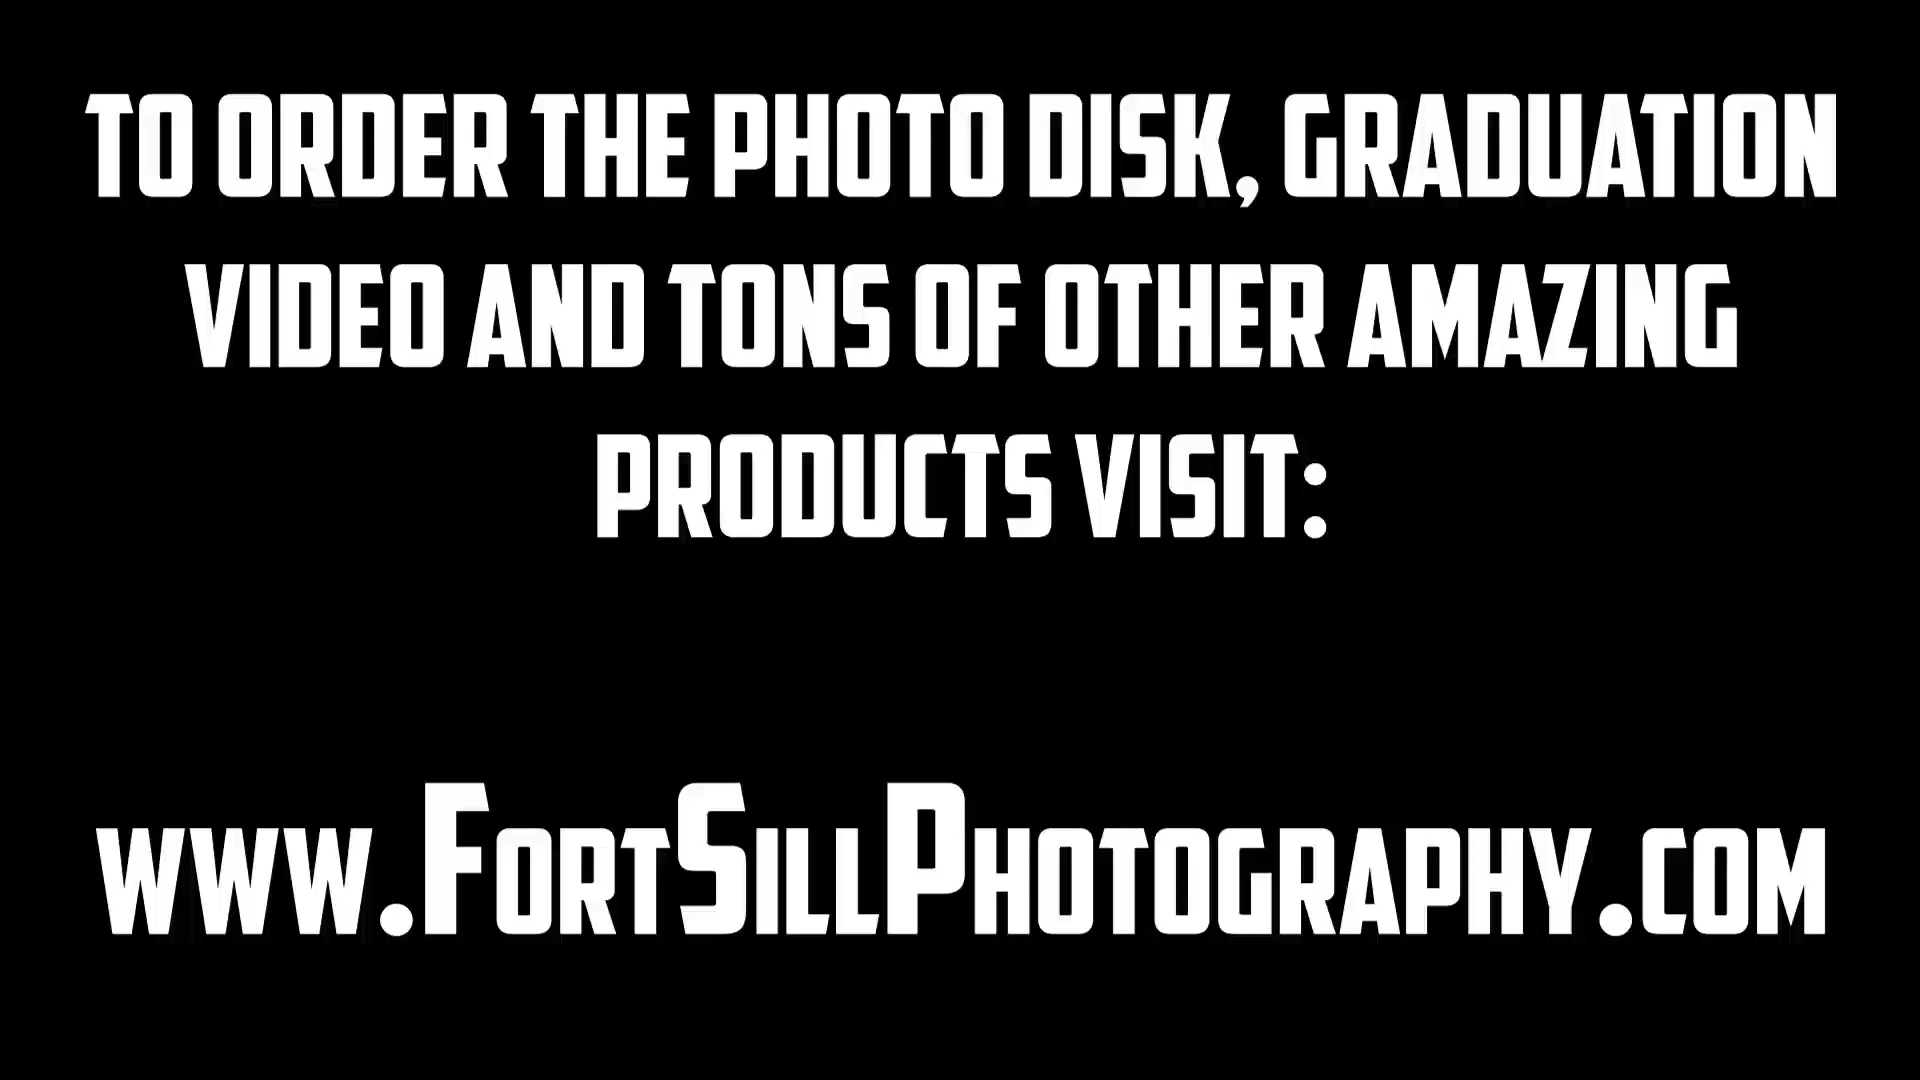 TO ORDER THE PHOTO DISK, GRADUATION
VIDEO AND TONS OF OTHER AMAZING
PRODUCTS VISIT:
www.FortSillPhotography.com